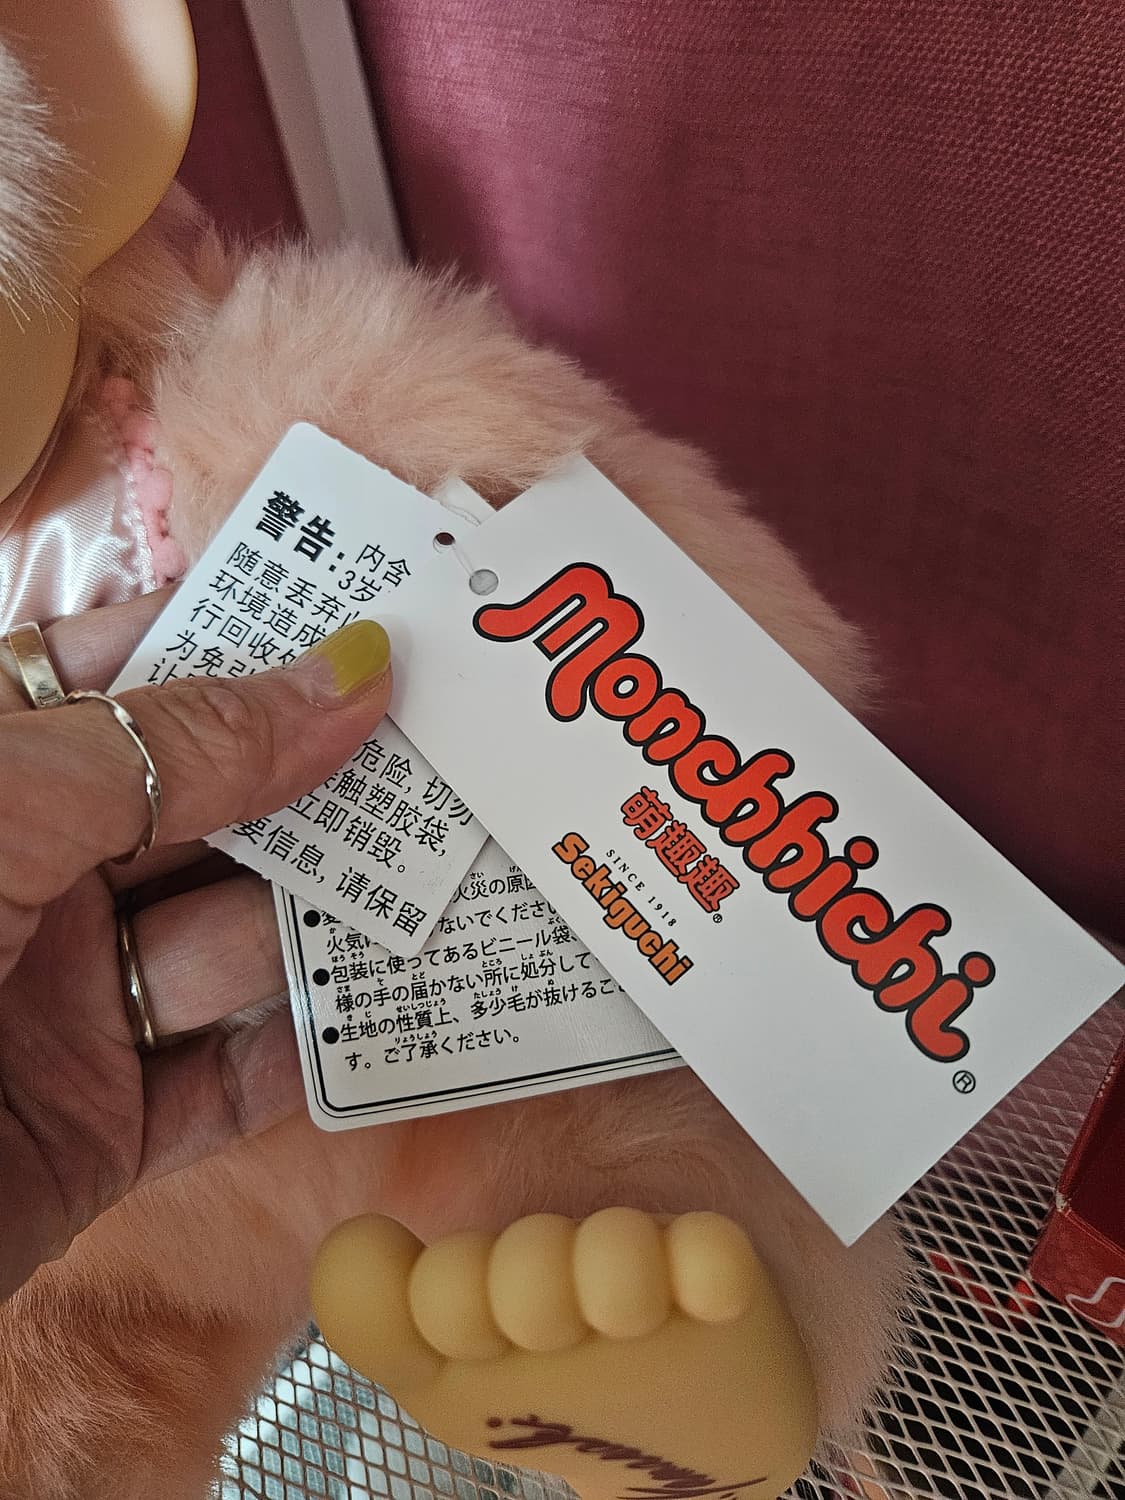 警告：内含
3岁
随意丢弃
环境造成
行回收
为免引
危险，切勿
接触塑胶袋，
立即销毁。
要信息，请保留
火災の原因
ないでください
火気に
包装に使ってあるビニール袋
様の手の届かない所に処分して
生地の性質上、多少毛が抜けるご
す。ご了承ください。
Monchhichi®
萌趣趣®
SINCE 1918
Sekiguchi